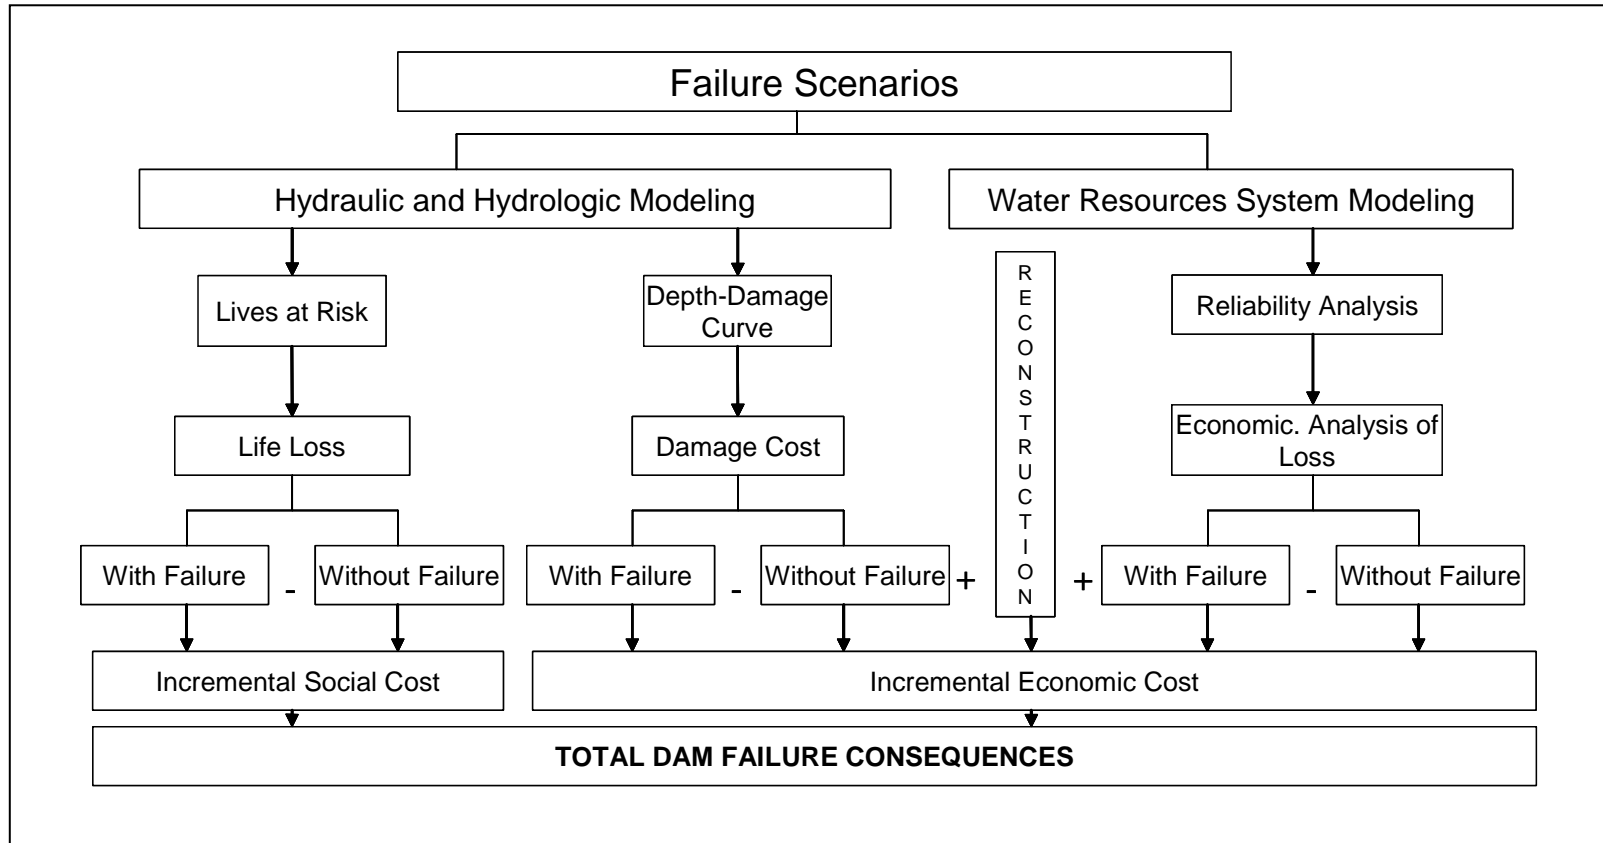 Failure Scenarios
Hydraulic and Hydrologic Modeling
Water Resources System Modeling
Lives at Risk
Depth-Damage
Curve
RECONSTRUCTION
Reliability Analysis
Life Loss
Damage Cost
Economic. Analysis of
Loss
With Failure
-
Without Failure
With Failure
-
Without Failure
+
+
With Failure
-
Without Failure
Incremental Social Cost
Incremental Economic Cost
TOTAL DAM FAILURE CONSEQUENCES